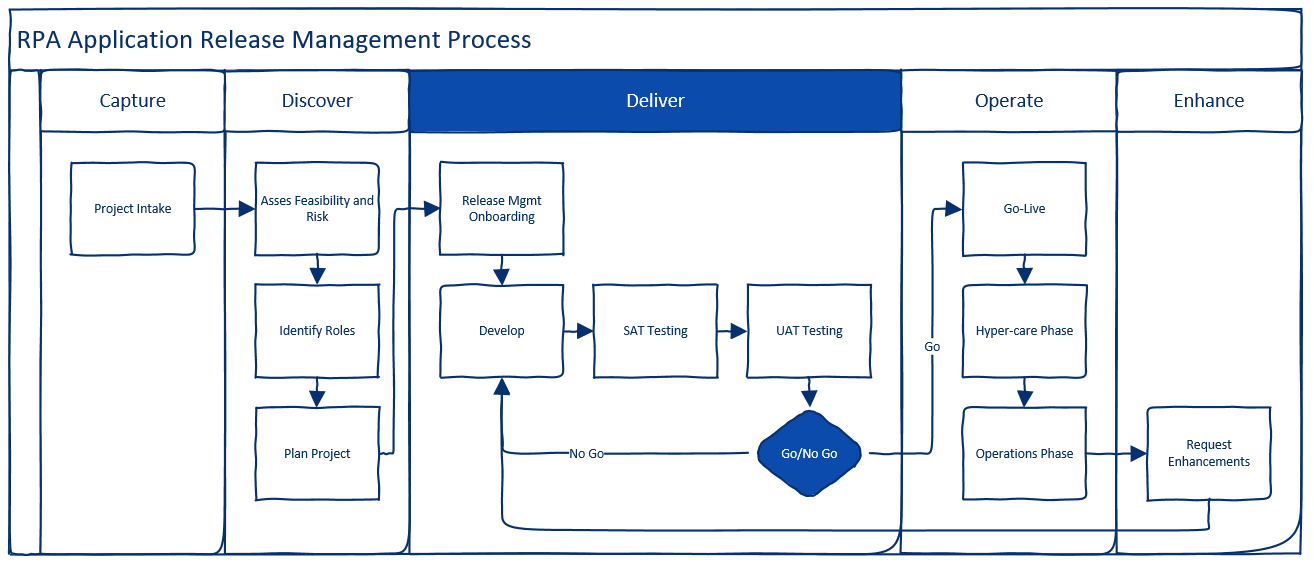 RPA Application Release Management Process
Capture
Discover
Deliver
Operate
Enhance
Project Intake
Asses Feasibility and
Risk
Identify Roles
Plan Project
Release Mgmt
Onboarding
Develop
SAT Testing
UAT Testing
Go/No Go
No Go
Go
Go-Live
Hyper-care Phase
Operations Phase
Request
Enhancements